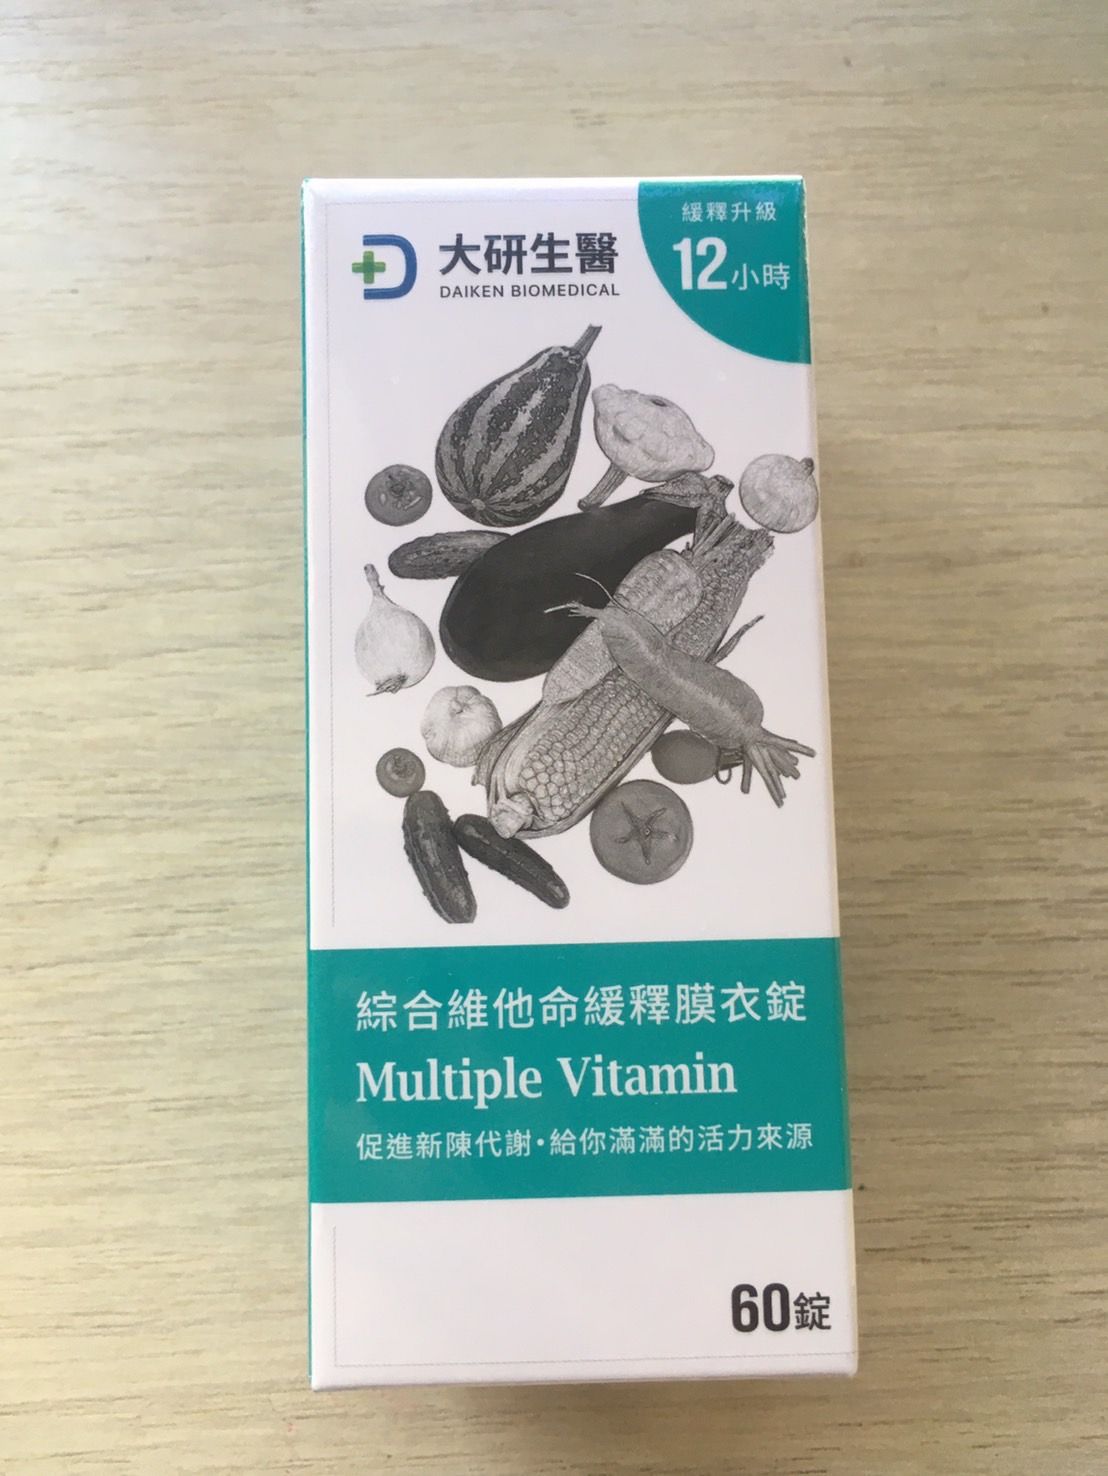 大研生醫
DAIKEN BIOMEDICAL
緩釋升級
12小時
綜合維他命緩釋膜衣錠
Multiple Vitamin
促進新陳代謝•給你滿滿的活力來源
60錠